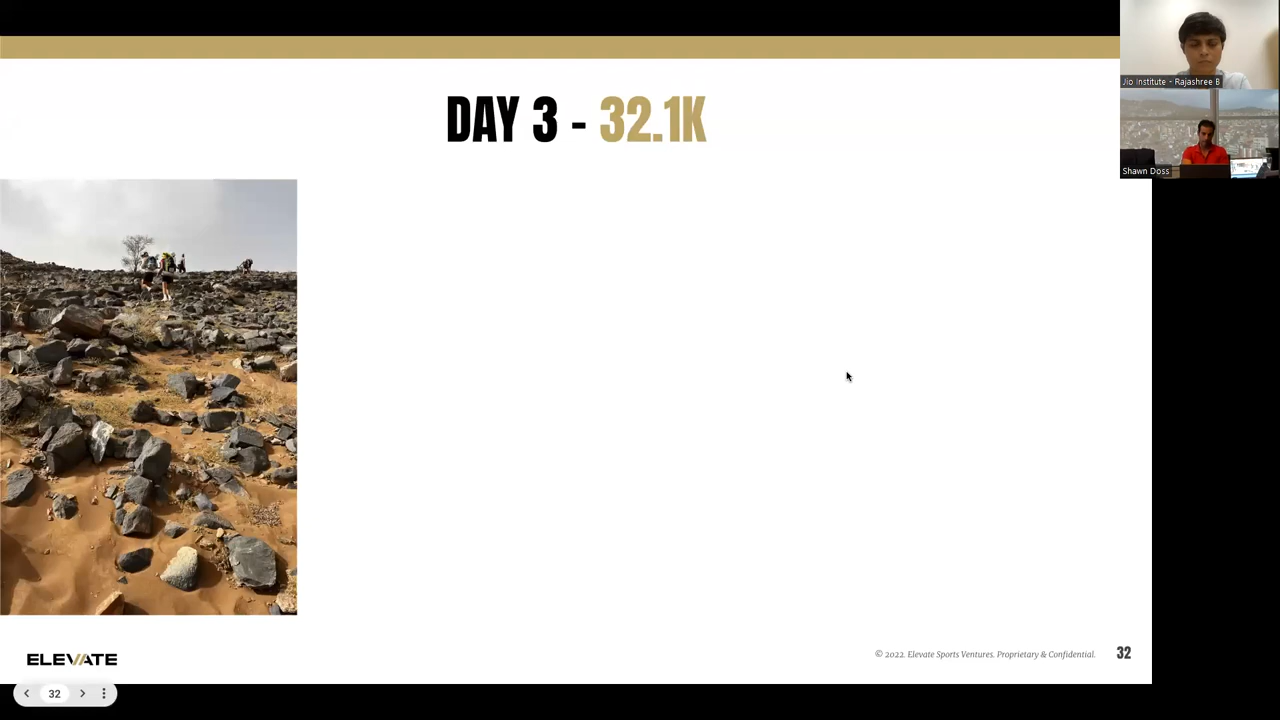 DAY 3 - 32.1K
Jio Institute - Rajashree B
Shawn Doss
ELEVATE
© 2022. Elevate Sports Ventures. Proprietary & Confidential.
32
32